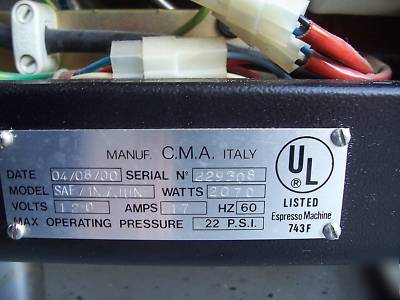 MANUF. C.M.A. ITALY
DATE 04/08/00 SERIAL N° 229308
MODEL WATTS 2070
VOLTS 120 AMPS 17 HZ 60
MAX OPERATING PRESSURE 22 P.S.I.
UL
®
LISTED
Espresso Machine
743F